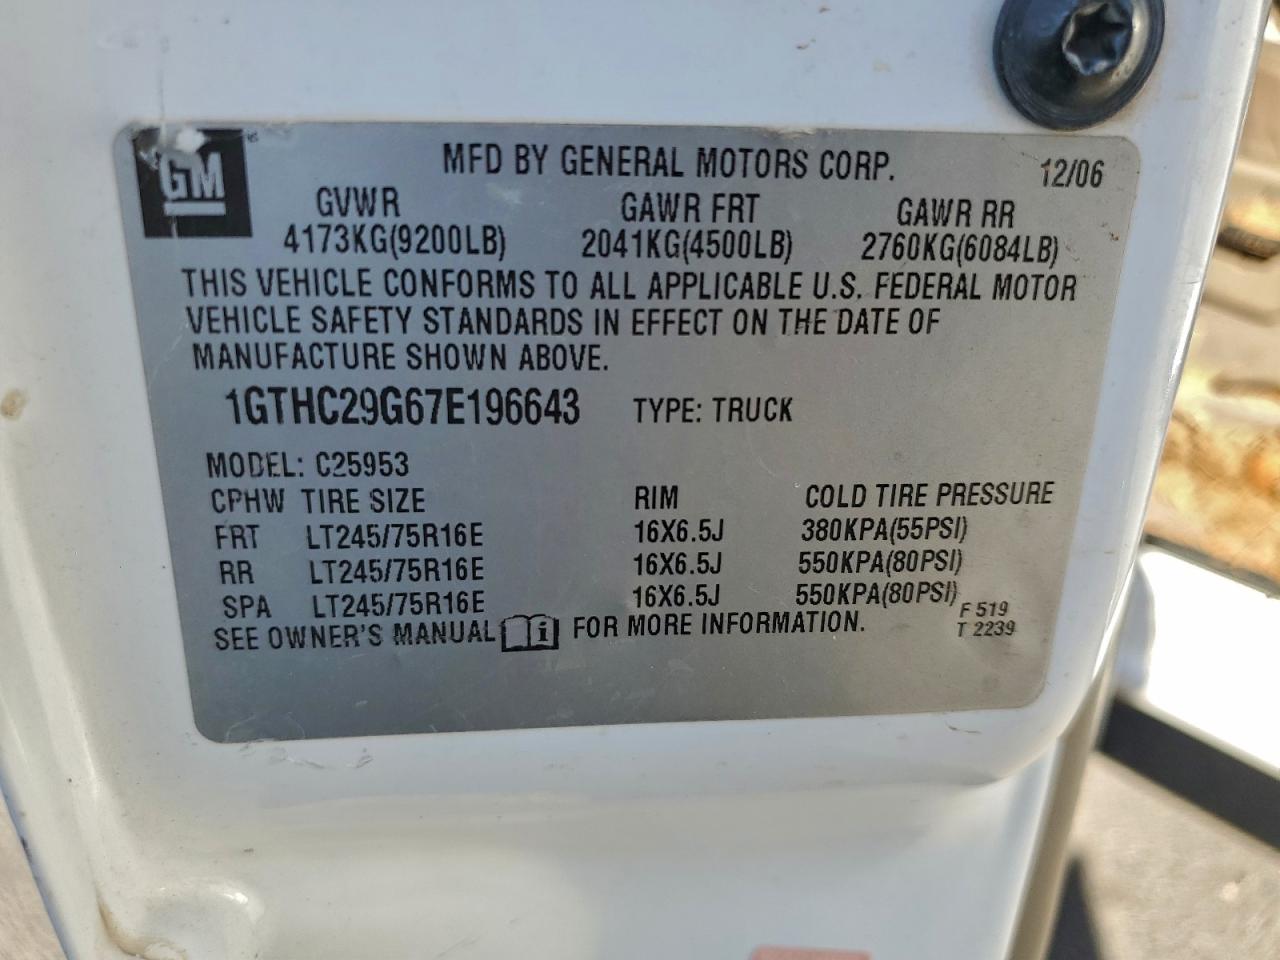 GM
MFD BY GENERAL MOTORS CORP. 12/06
GVWR GAWR FRT GAWR RR
4173KG(9200LB) 2041KG(4500LB) 2760KG(6084LB)
THIS VEHICLE CONFORMS TO ALL APPLICABLE U.S. FEDERAL MOTOR
VEHICLE SAFETY STANDARDS IN EFFECT ON THE DATE OF
MANUFACTURE SHOWN ABOVE.
1GTHC29G67E196643 TYPE: TRUCK
MODEL: C25953
CPHW TIRE SIZE RIM COLD TIRE PRESSURE
FRT LT245/75R16E 16X6.5J 380KPA(55PSI)
RR LT245/75R16E 16X6.5J 550KPA(80PSI)
SPA LT245/75R16E 16X6.5J 550KPA(80PSI)
F 519
SEE OWNER'S MANUAL i FOR MORE INFORMATION. T 2239